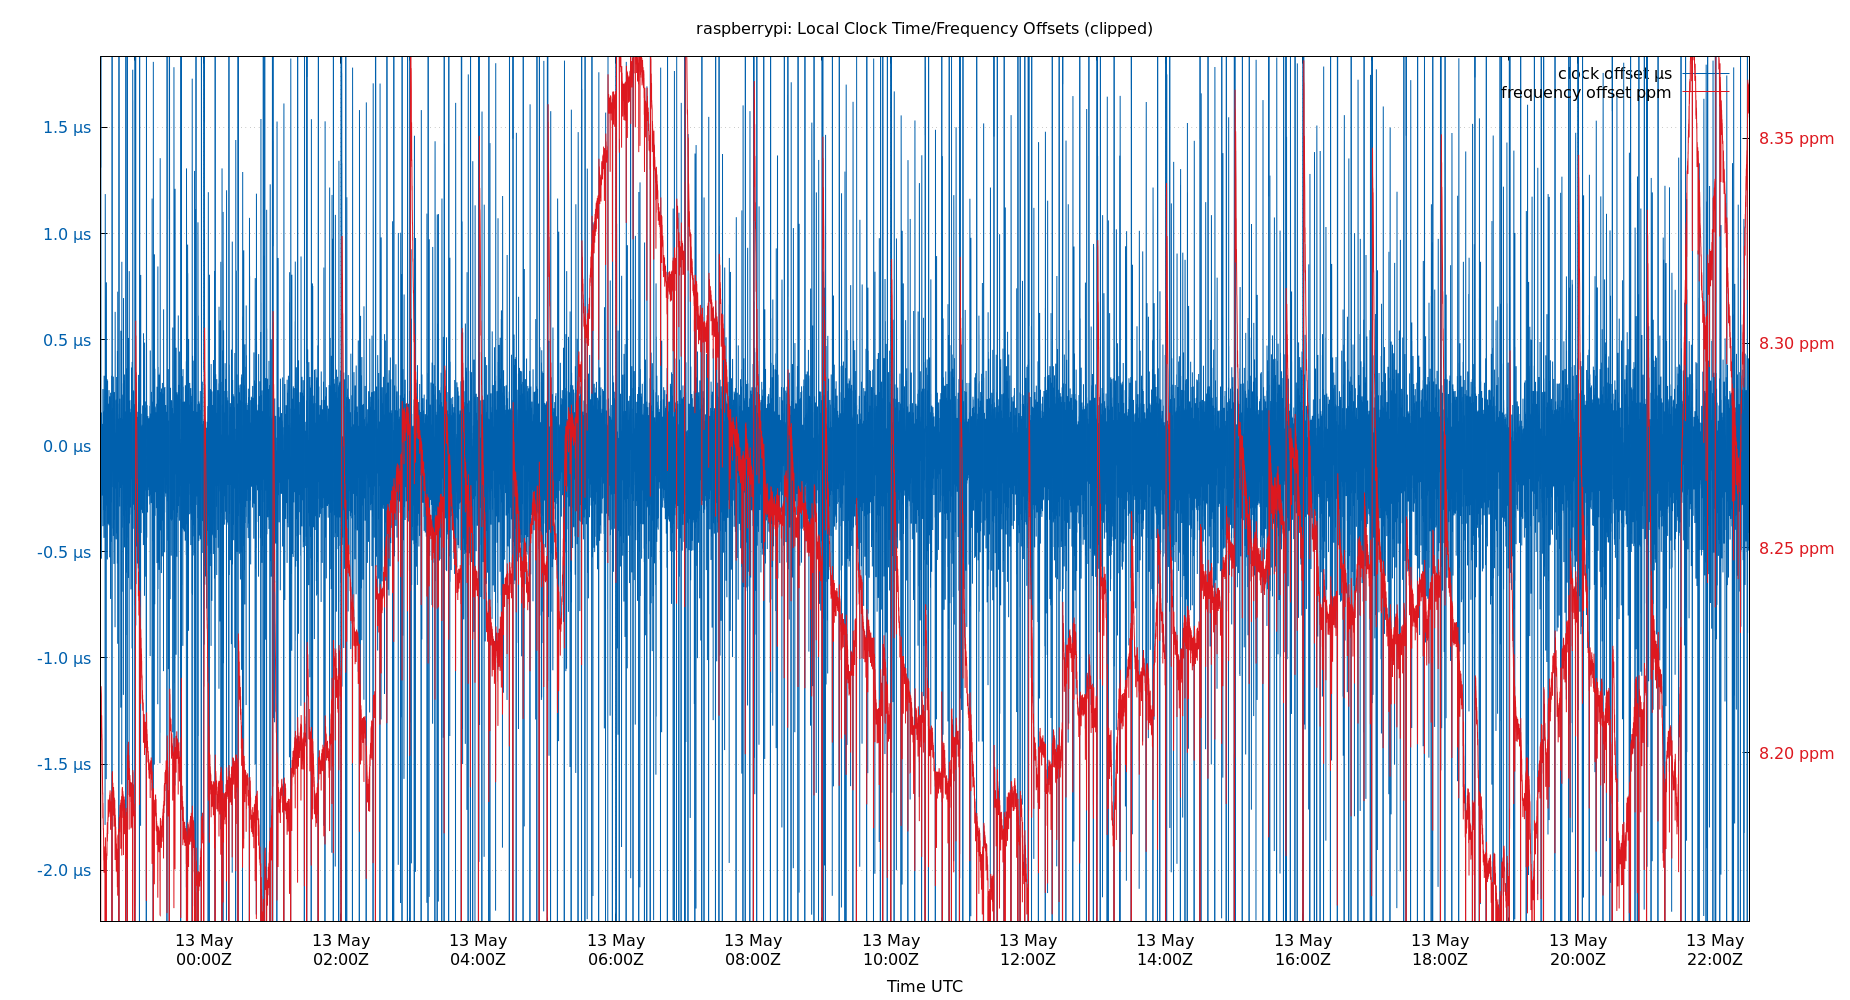 raspberrypi: Local Clock Time/Frequency Offsets (clipped)
clock offset µs
frequency offset ppm
1.5 µs
1.0 µs
0.5 µs
0.0 µs
-0.5 µs
-1.0 µs
-1.5 µs
-2.0 µs
8.35 ppm
8.30 ppm
8.25 ppm
8.20 ppm
13 May 13 May 13 May 13 May 13 May 13 May 13 May 13 May 13 May 13 May 13 May 13 May
00:00Z 02:00Z 04:00Z 06:00Z 08:00Z 10:00Z 12:00Z 14:00Z 16:00Z 18:00Z 20:00Z 22:00Z
Time UTC